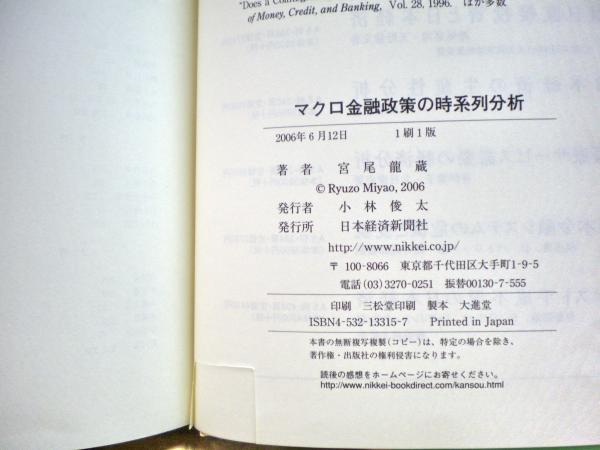 "Does a Conting
of Money, Credit, and Banking, Vol. 28, 1996. ほか多数
マクロ金融政策の時系列分析
2006年6月12日 1刷1版
著者 宮尾龍蔵
© Ryuzo Miyao, 2006
発行者 小林俊太
発行所 日本経済新聞社
http://www.nikkei.co.jp/
〒100-8066 東京都千代田区大手町1-9-5
電話(03)3270-0251 振替00130-7-555
印刷 三松堂印刷 製本 大進堂
ISBN4-532-13315-7 Printed in Japan
本書の無断複写複製(コピー)は、特定の場合を除き、
著作権・出版社の権利侵害になります。
読後の感想をホームページにお寄せください。
http://www.nikkei-bookdirect.com/kansou.html